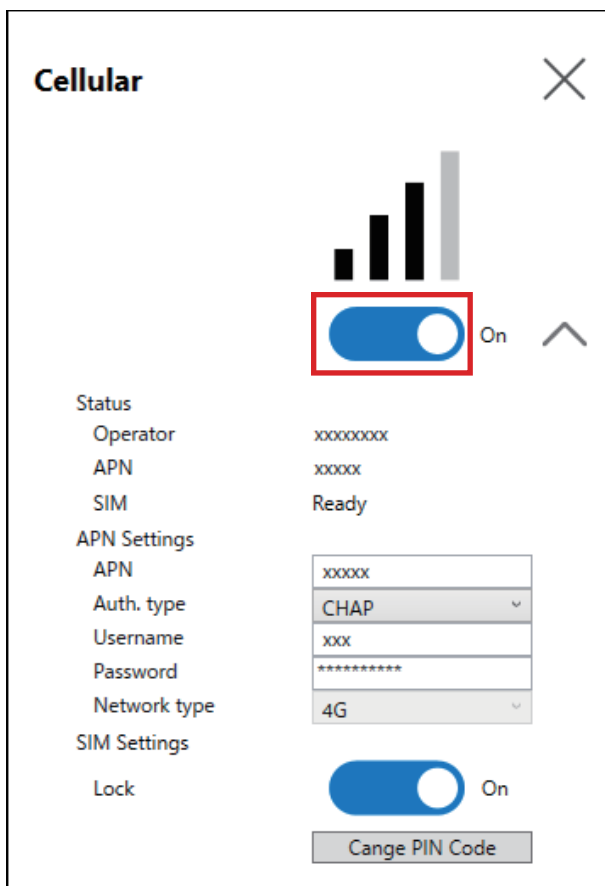 Cellular
On
Status
Operator xxxxxxxx
APN xxxxx
SIM Ready
APN Settings
APN xxxxx
Auth. type CHAP
Username xxx
Password **********
Network type 4G
SIM Settings
Lock On
Cange PIN Code